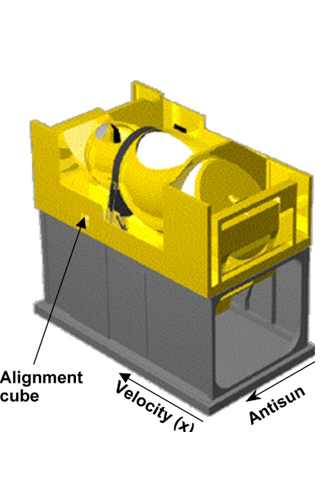 Alignment
cube
Velocity (x)
Antisun